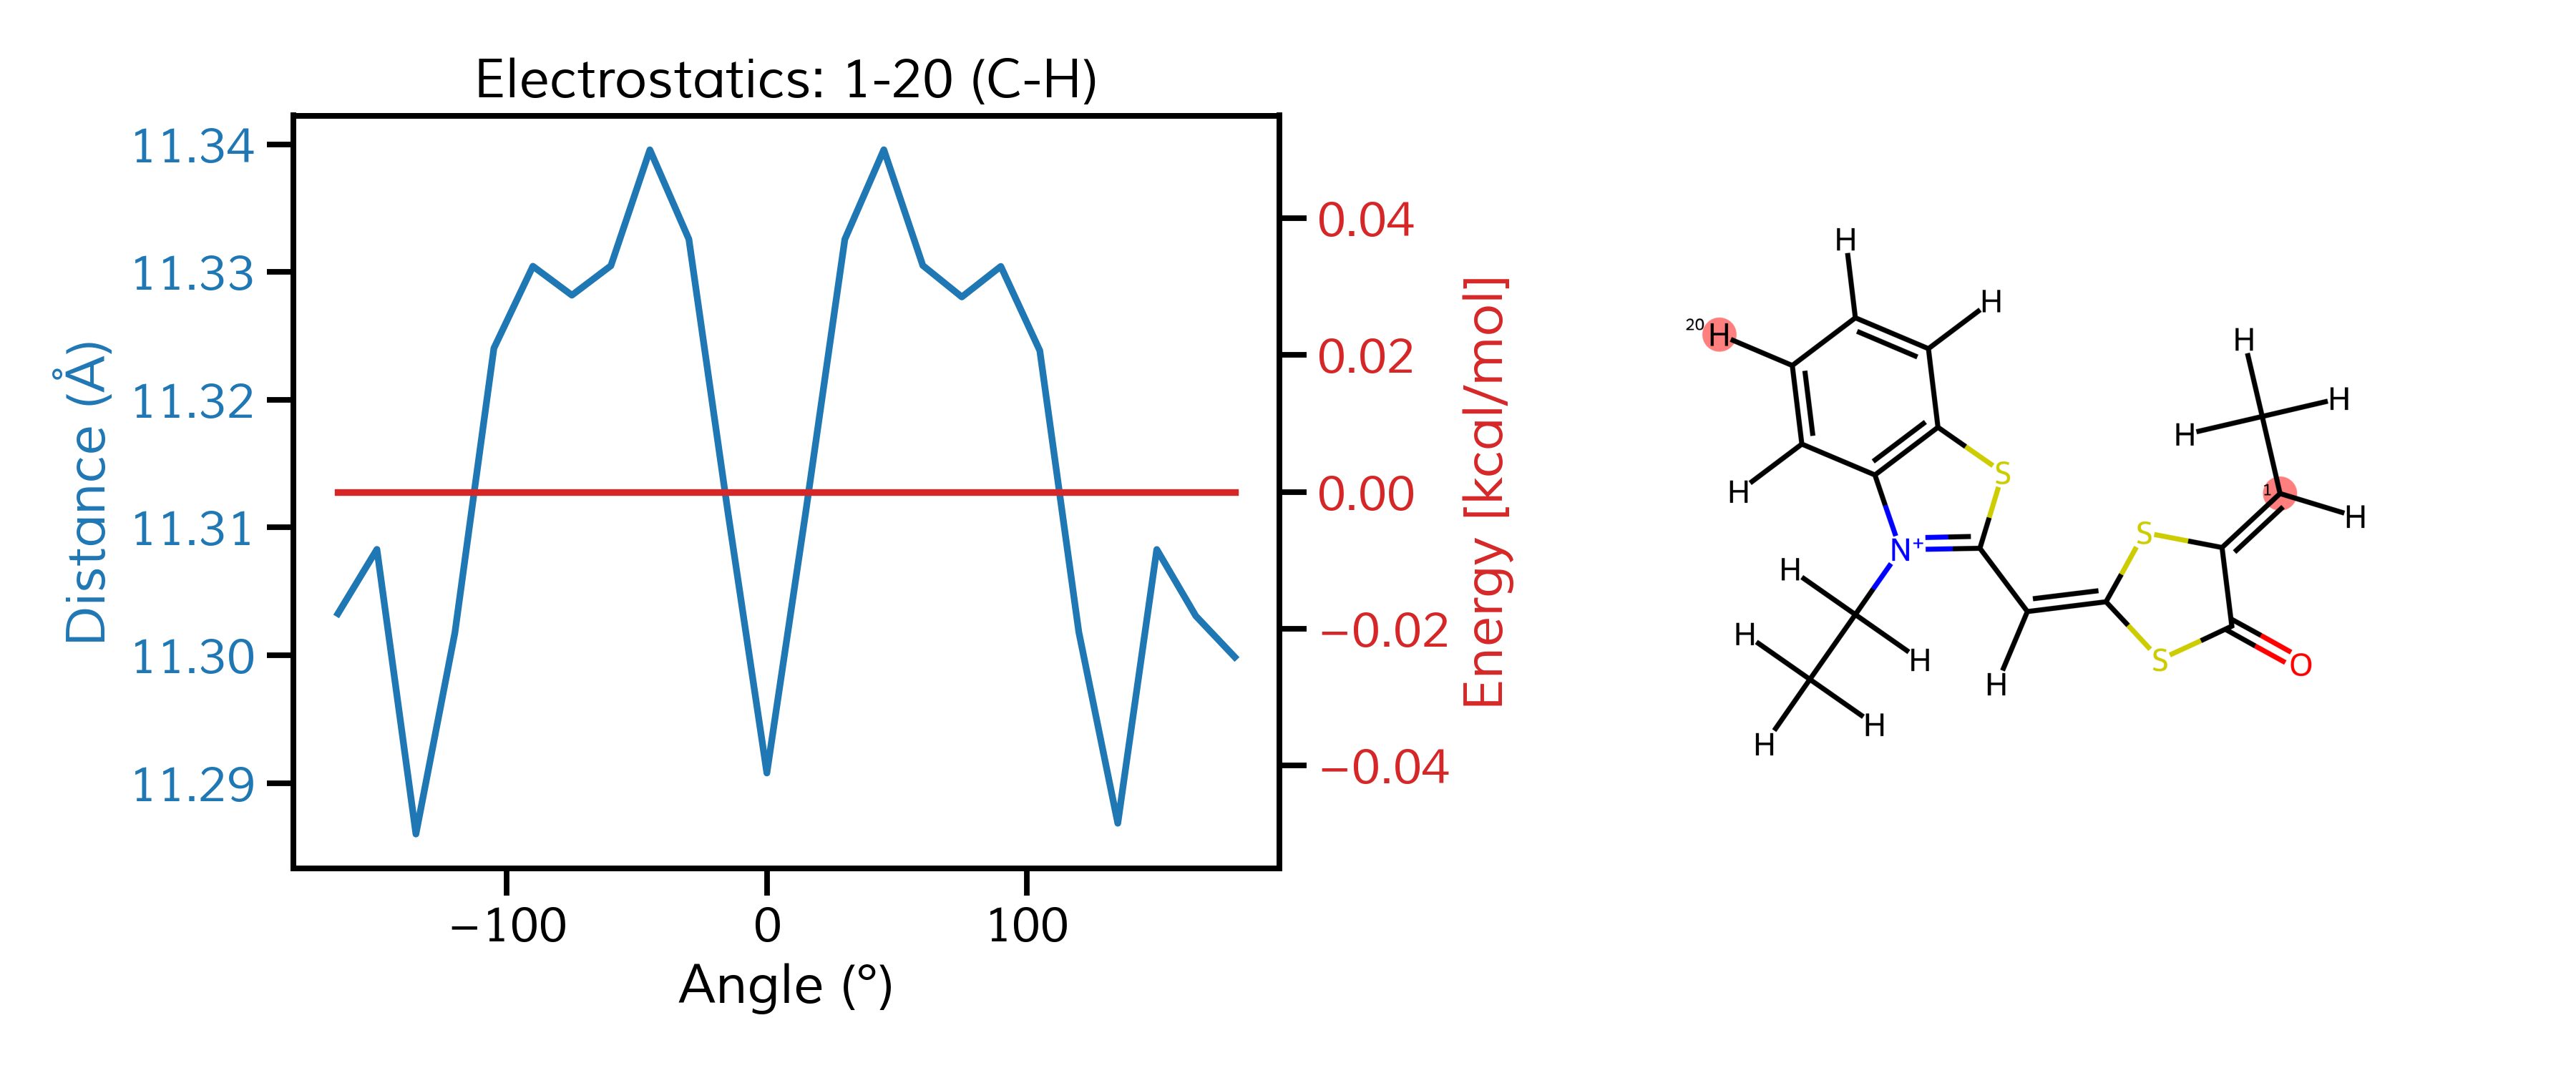 Electrostatics: 1-20 (C-H)
Distance (Å)
11.34
11.33
11.32
11.31
11.30
11.29
−100
0
100
Angle (°)
0.04
0.02
0.00
−0.02
−0.04
Energy [kcal/mol]
H
H
20
H
H
H
H
H
S
1
H
S
N+
H
H
H
S
O
H
H
H